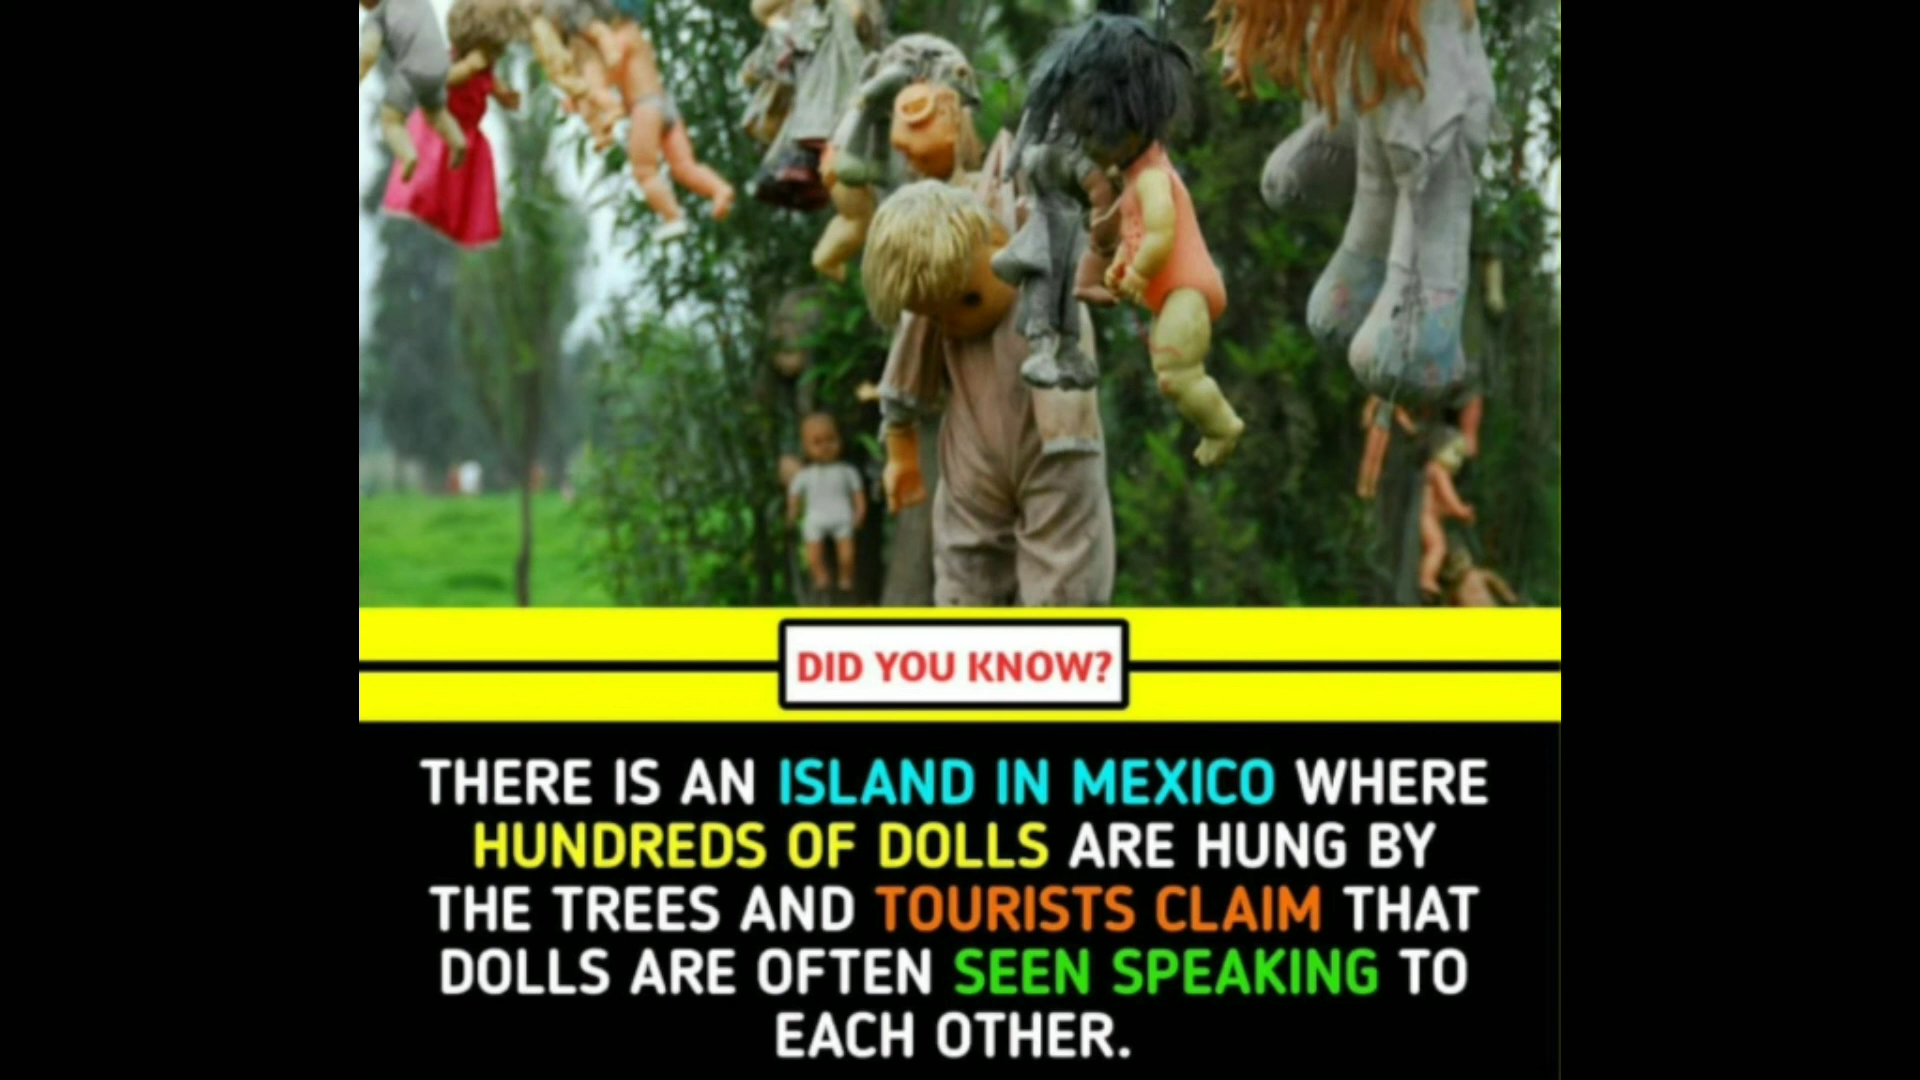 DID YOU KNOW?
THERE IS AN ISLAND IN MEXICO WHERE
HUNDREDS OF DOLLS ARE HUNG BY
THE TREES AND TOURISTS CLAIM THAT
DOLLS ARE OFTEN SEEN SPEAKING TO
EACH OTHER.